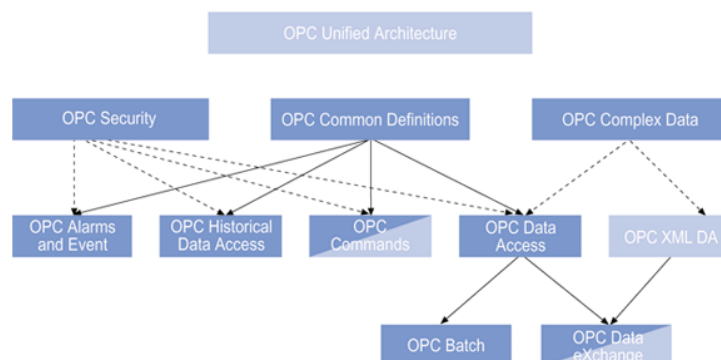 OPC Unified Architecture
OPC Security
OPC Common Definitions
OPC Complex Data
OPC Alarms
and Event
OPC Historical
Data Access
OPC
Commands
OPC Data
Access
OPC XML DA
OPC Batch
OPC Data
eXchange